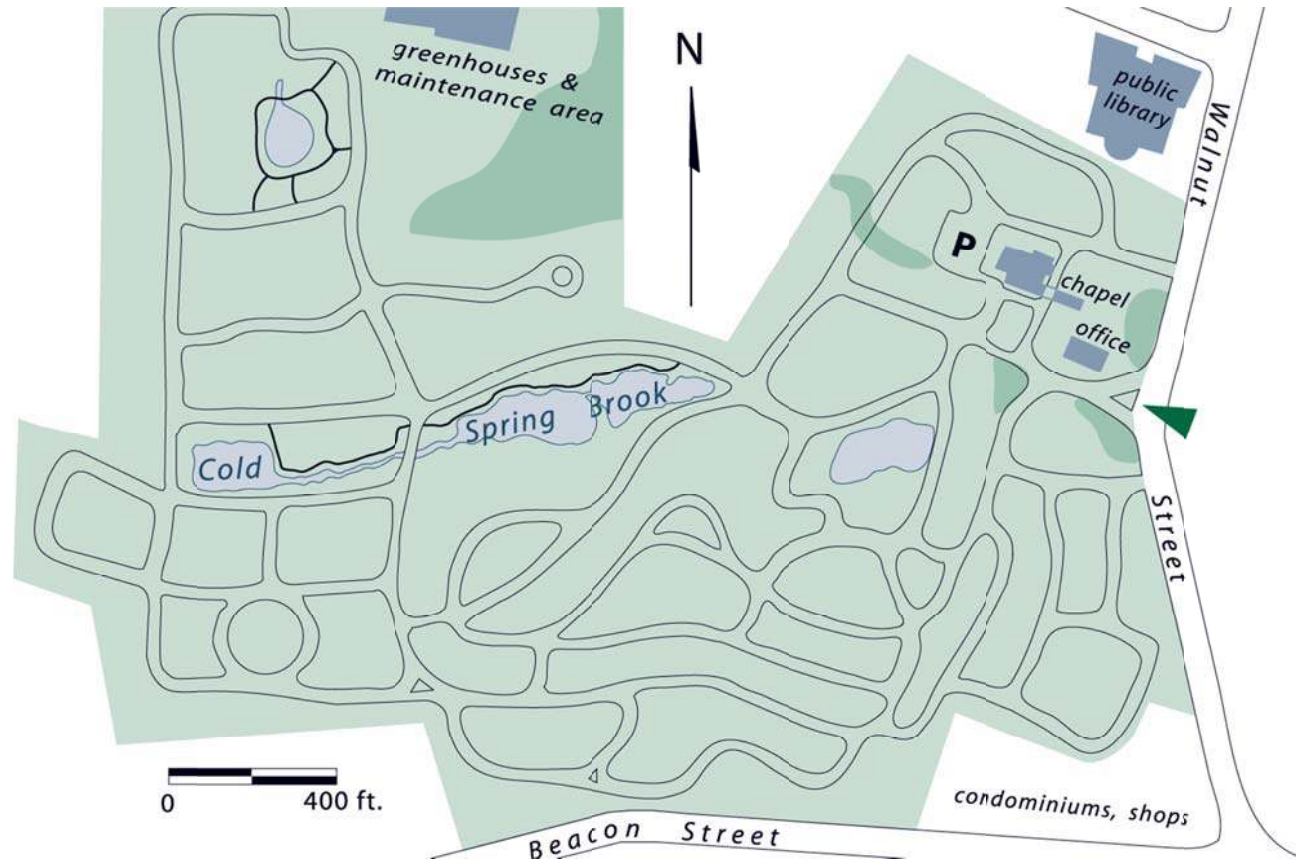 greenhouses &
maintenance area
N
public
library
Walnut
P
chapel
office
Cold Spring Brook
Street
0 400 ft.
condominiums, shops
Beacon Street